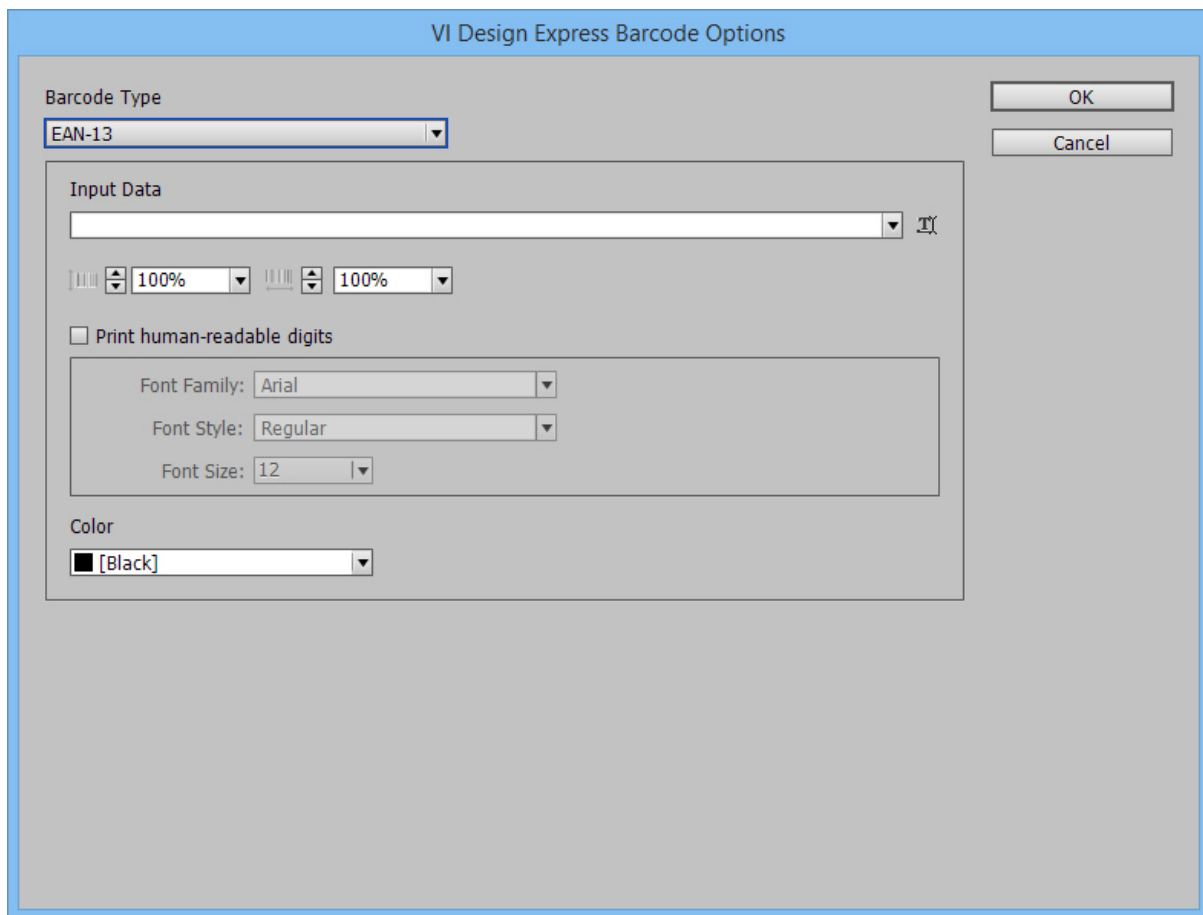 VI Design Express Barcode Options
Barcode Type
EAN-13
OK
Cancel
Input Data
100%
100%
Print human-readable digits
Font Family: Arial
Font Style: Regular
Font Size: 12
Color
[Black]